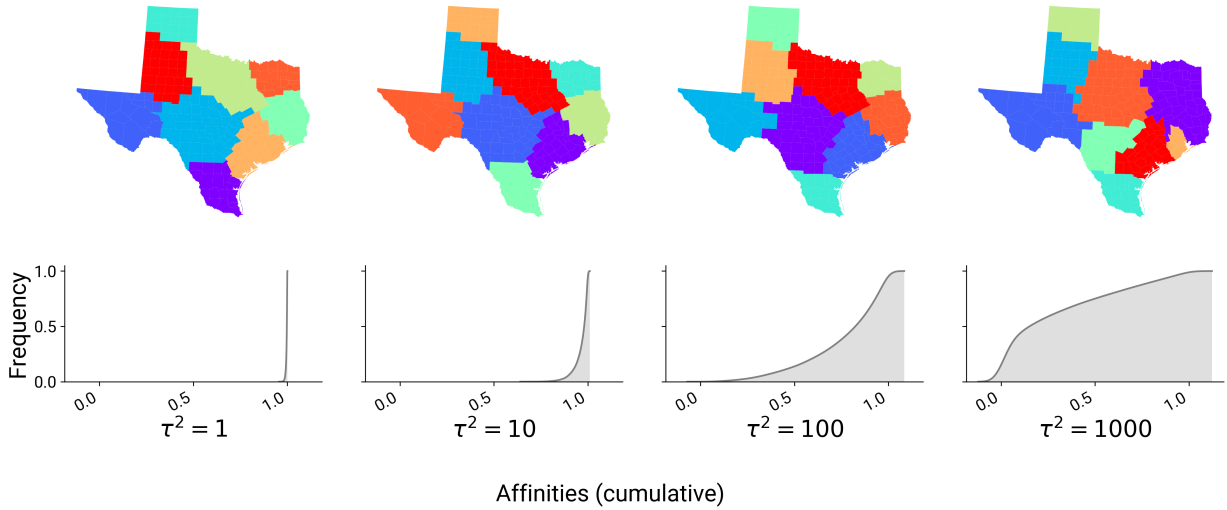 Frequency
1.0
0.5
0.0
0.0 0.5 1.0 0.0 0.5 1.0 0.0 0.5 1.0 0.0 0.5 1.0
τ² = 1 τ² = 10 τ² = 100 τ² = 1000
Affinities (cumulative)